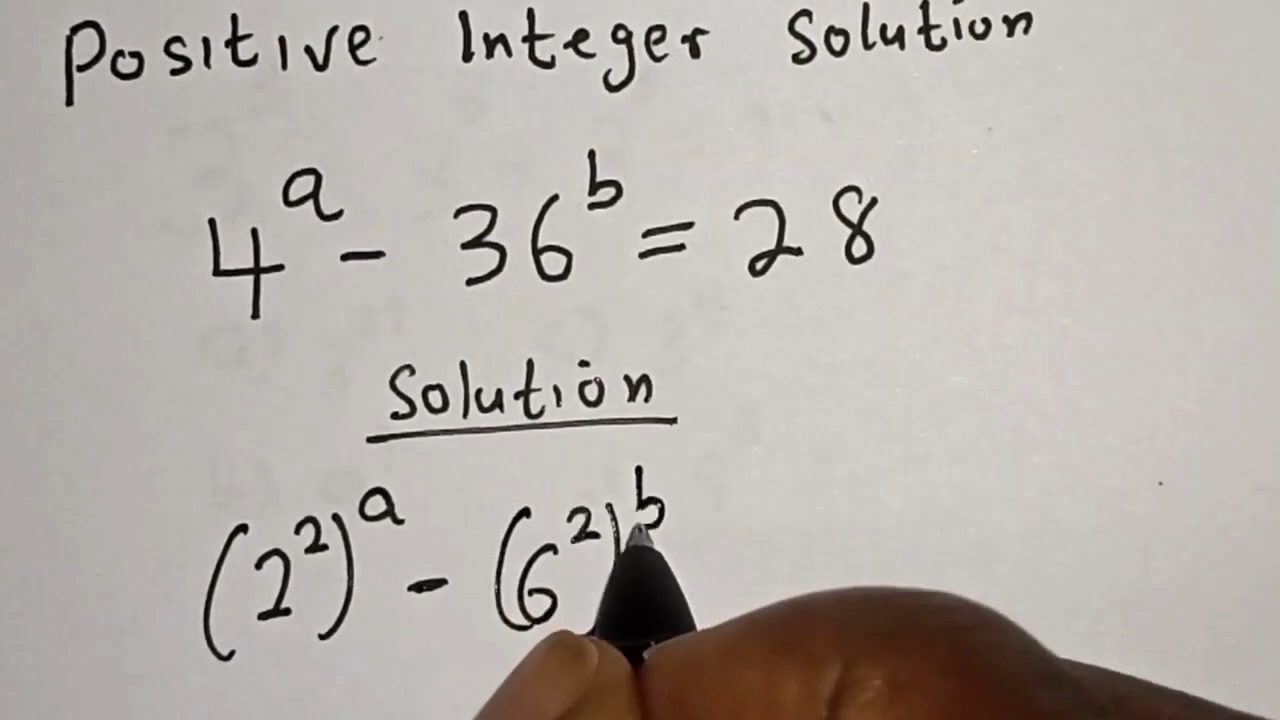 Positive Integer Solution
4^a - 36^b = 28
Solution
(2^2)^a - (6^2)^b